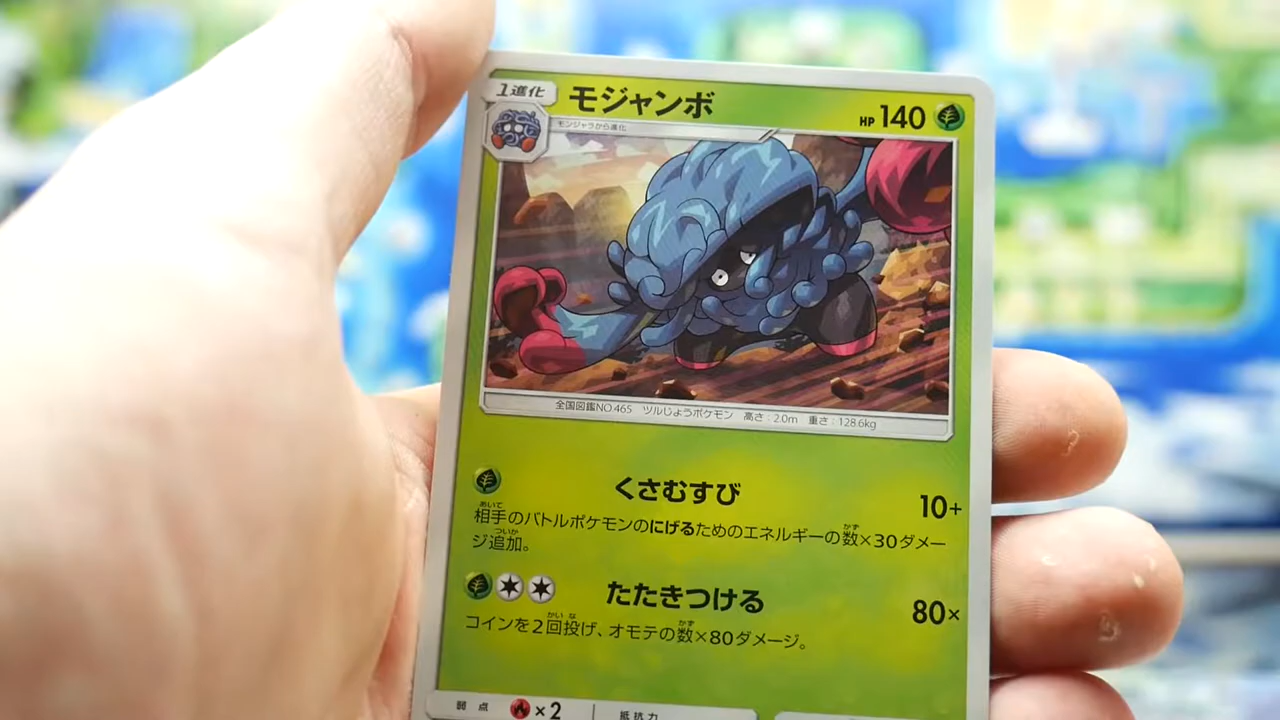 1進化
モジャンボ
HP 140
モンジャラから進化
全国図鑑NO.465 ツルじょうポケモン 高さ:2.0m 重さ:128.6kg
くさむすび 10+
相手のバトルポケモンのにげるためのエネルギーの数×30ダメー
ジ追加。
たたきつける 80×
コインを2回投げ、オモテの数×80ダメージ。
弱点 ×2 抵抗力